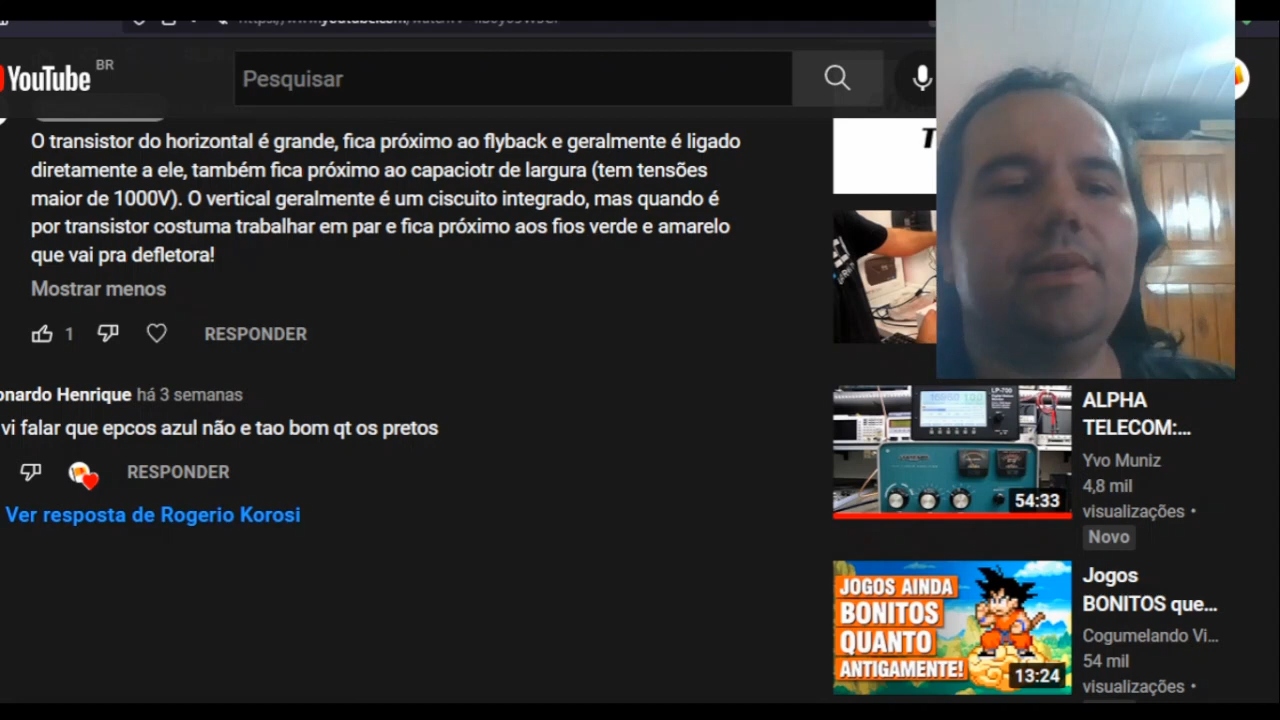 YouTube
BR
Pesquisar
O transistor do horizontal é grande, fica próximo ao flyback e geralmente é ligado
diretamente a ele, também fica próximo ao capaciotr de largura (tem tensões
maior de 1000V). O vertical geralmente é um ciscuito integrado, mas quando é
por transistor costuma trabalhar em par e fica próximo aos fios verde e amarelo
que vai pra defletora!
Mostrar menos
1
RESPONDER
onardo Henrique há 3 semanas
vi falar que epcos azul não e tao bom qt os pretos
RESPONDER
Ver resposta de Rogerio Korosi
LP-700
54:33
ALPHA
TELECOM:...
Yvo Muniz
4,8 mil
visualizações •
Novo
JOGOS AINDA
BONITOS
QUANTO
ANTIGAMENTE!
13:24
Jogos
BONITOS que...
Cogumelando Vi...
54 mil
visualizações •